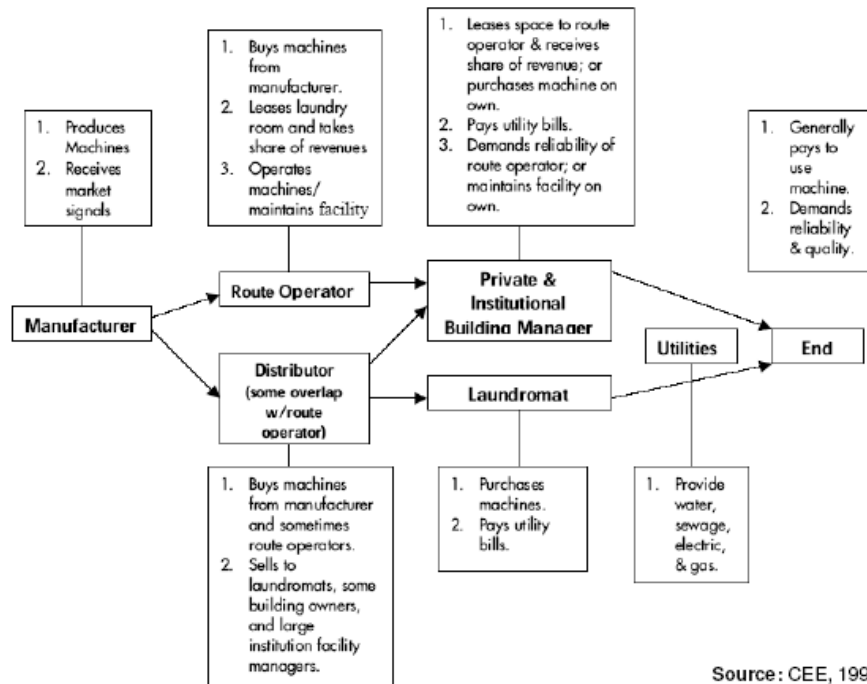 1. Buys machines
from
manufacturer.
2. Leases laundry
room and takes
share of revenues
3. Operates
machines/
maintains facility
1. Leases space to route
operator & receives
share of revenue; or
purchases machine on
own.
2. Pays utility bills.
3. Demands reliability of
route operator; or
maintains facility on
own.
1. Produces
Machines
2. Receives
market
signals
1. Generally
pays to
use
machine.
2. Demands
reliability
& quality.
Manufacturer
Route Operator
Private &
Institutional
Building Manager
Distributor
(some overlap
w/route
operator)
Laundromat
Utilities
End
1. Buys machines
from manufacturer
and sometimes
route operators.
2. Sells to
laundromats, some
building owners,
and large
institution facility
managers.
1. Purchases
machines.
2. Pays utility
bills.
1. Provide
water,
sewage,
electric,
& gas.
Source: CEE, 199